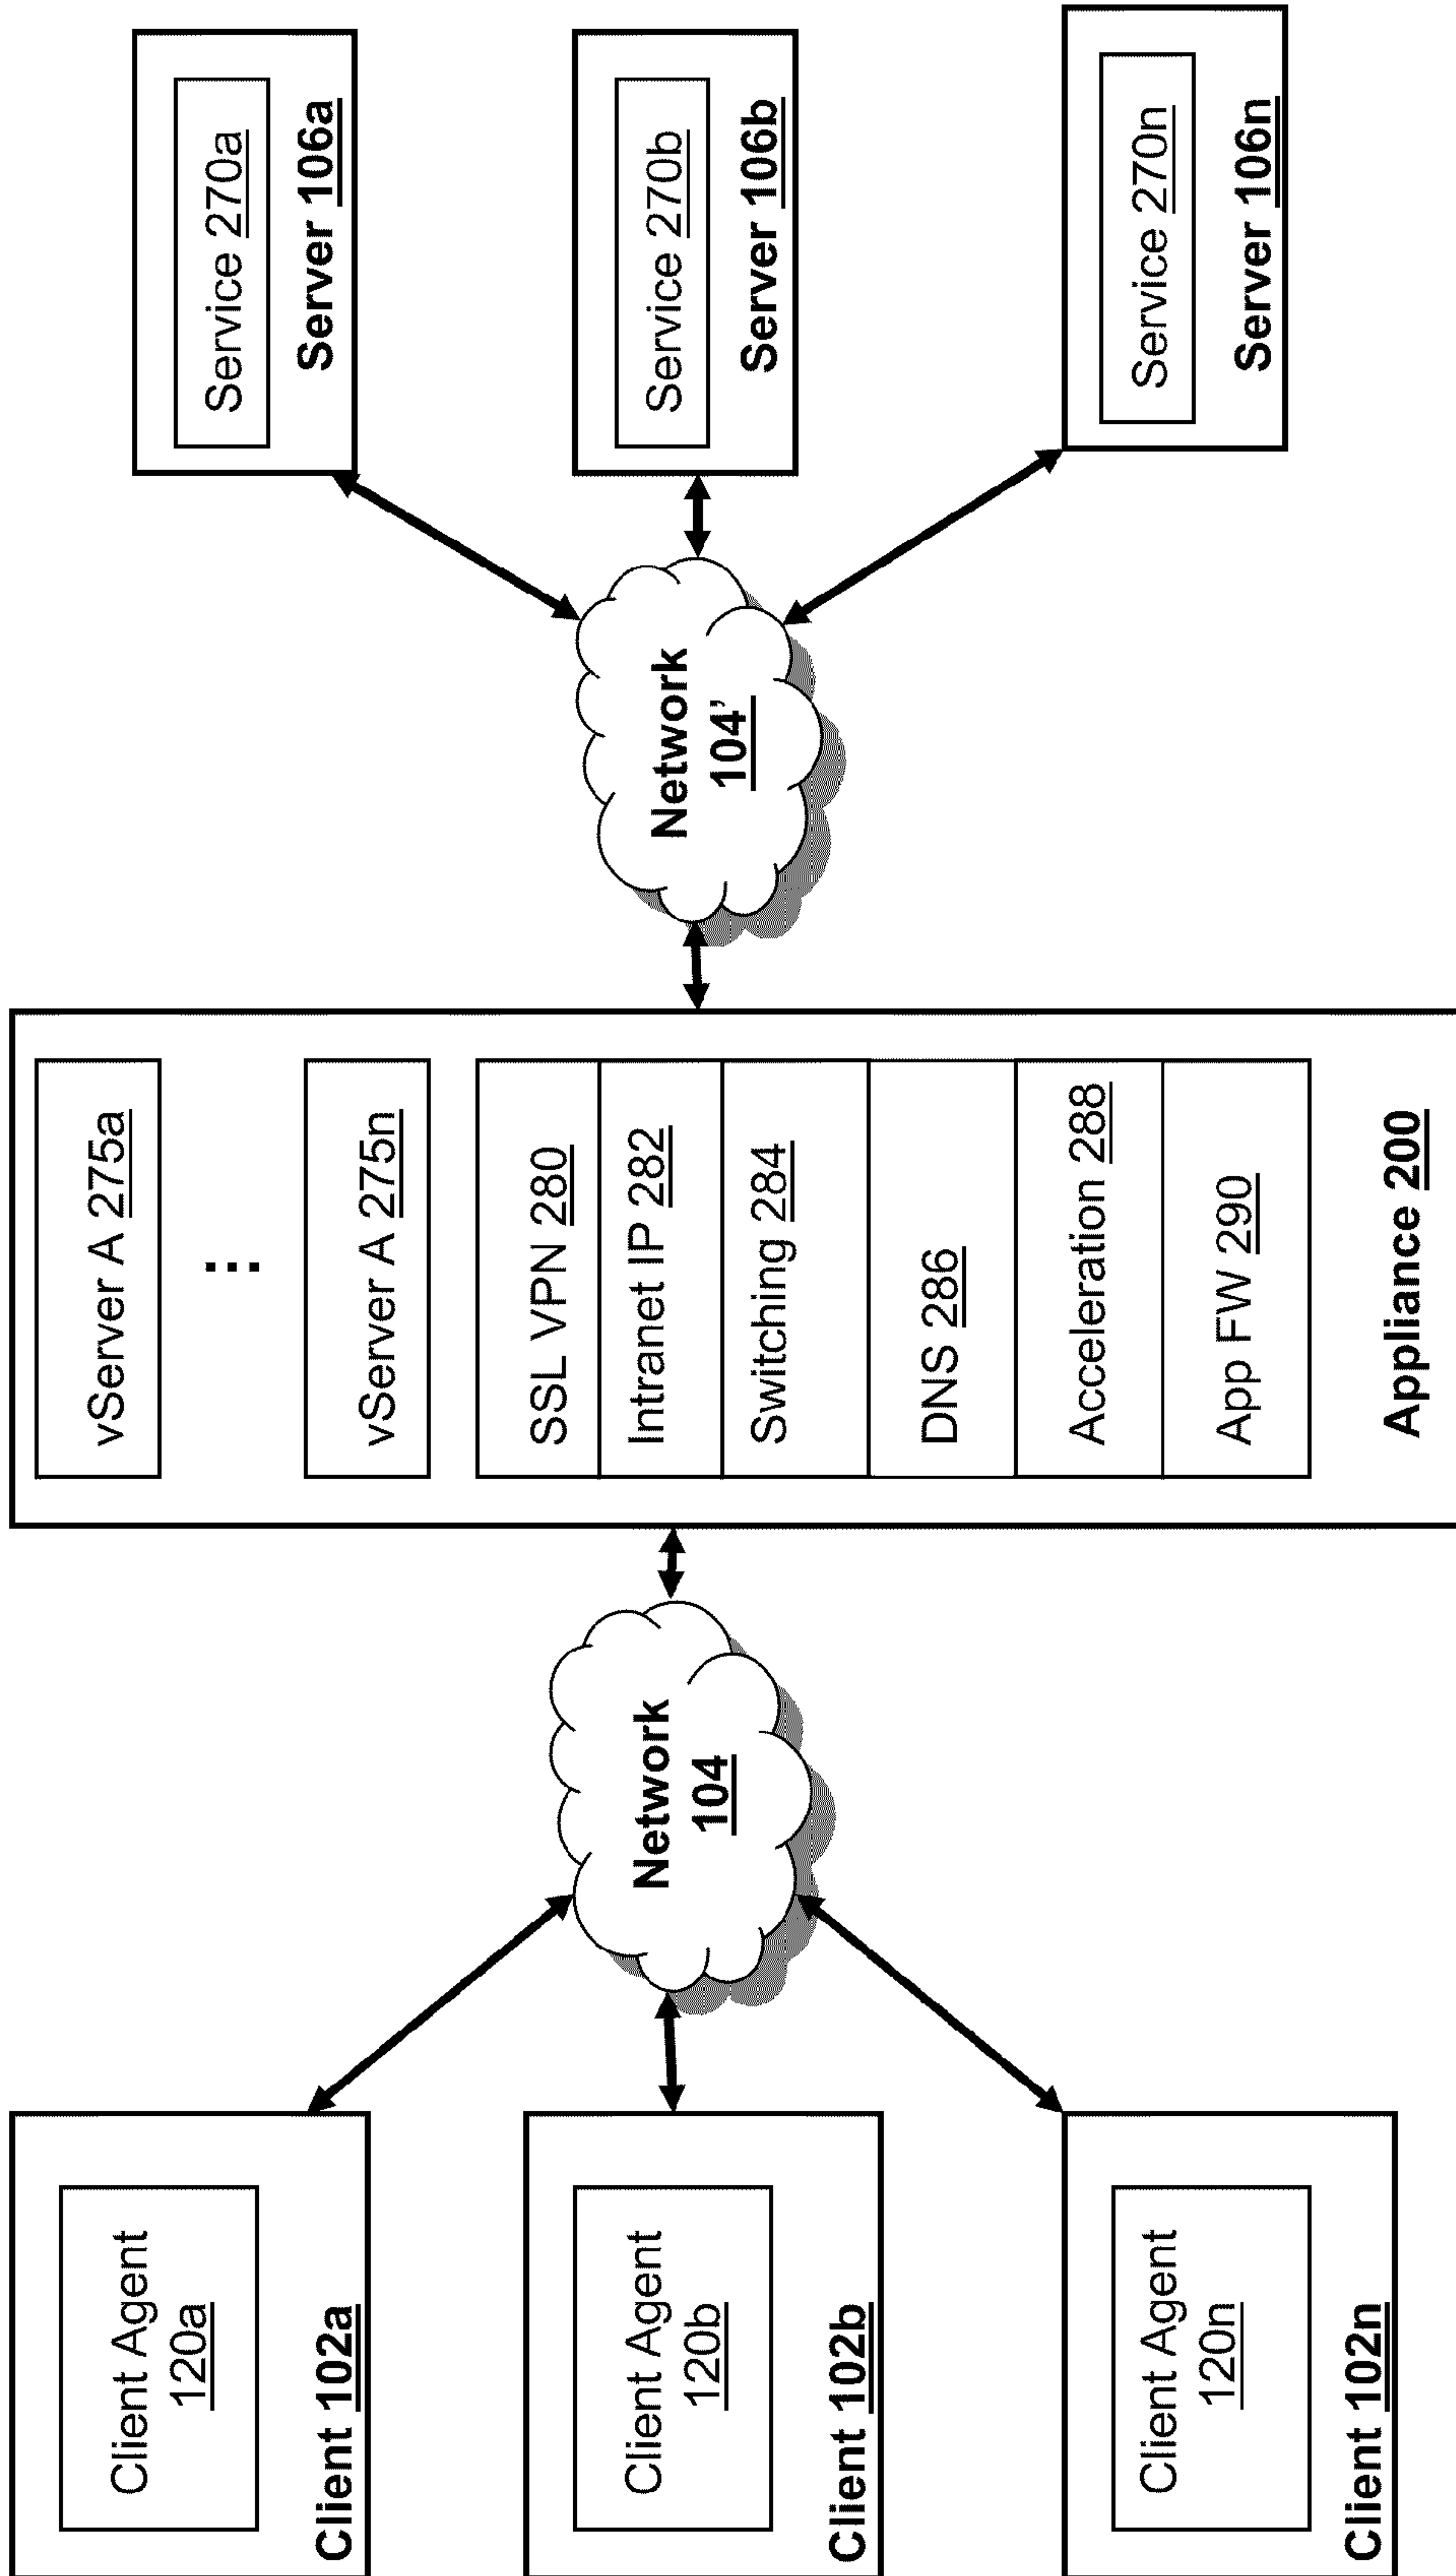 Client Agent
120a
Client 102a
Client Agent
120b
Client 102b
Client Agent
120n
Client 102n
Network
104
vServer A 275a
⋮
vServer A 275n
SSL VPN 280
Intranet IP 282
Switching 284
DNS 286
Acceleration 288
App FW 290
Appliance 200
Network
104’
Service 270a
Server 106a
Service 270b
Server 106b
Service 270n
Server 106n